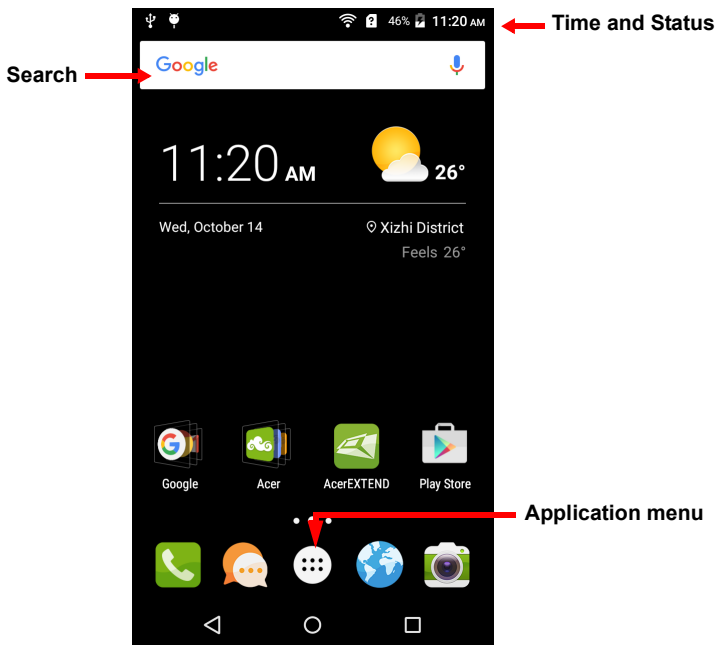 46% 11:20 AM
Time and Status
Search
Google
11:20 AM
26°
Wed, October 14
Xizhi District
Feels 26°
Google
Acer
AcerEXTEND
Play Store
Application menu